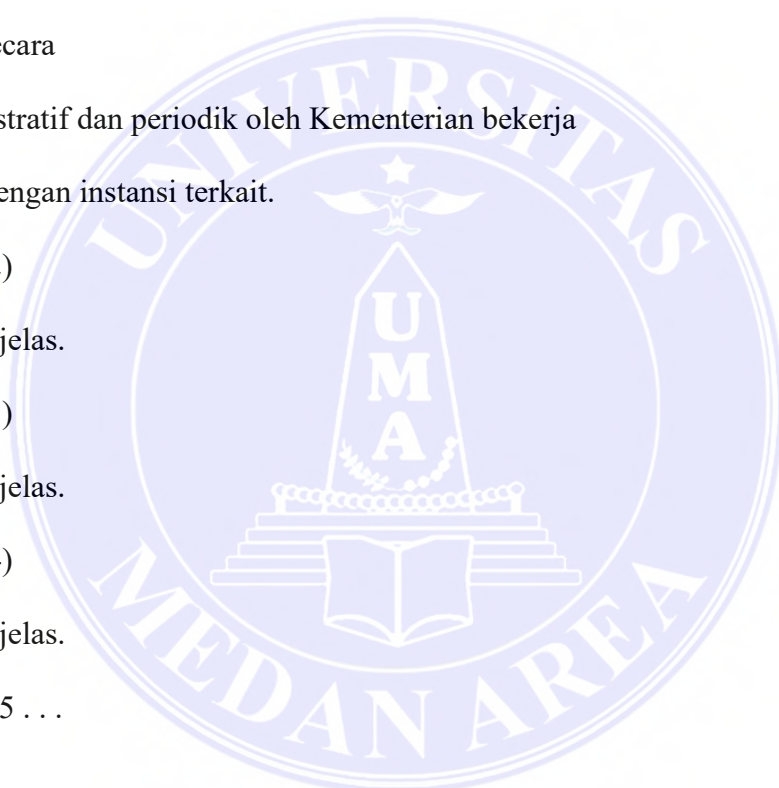 ecara
stratif dan periodik oleh Kementerian bekerja
engan instansi terkait.
)
jelas.
)
jelas.
)
jelas.
5 . . .
UNIVERSITAS
UMA
MEDAN AREA